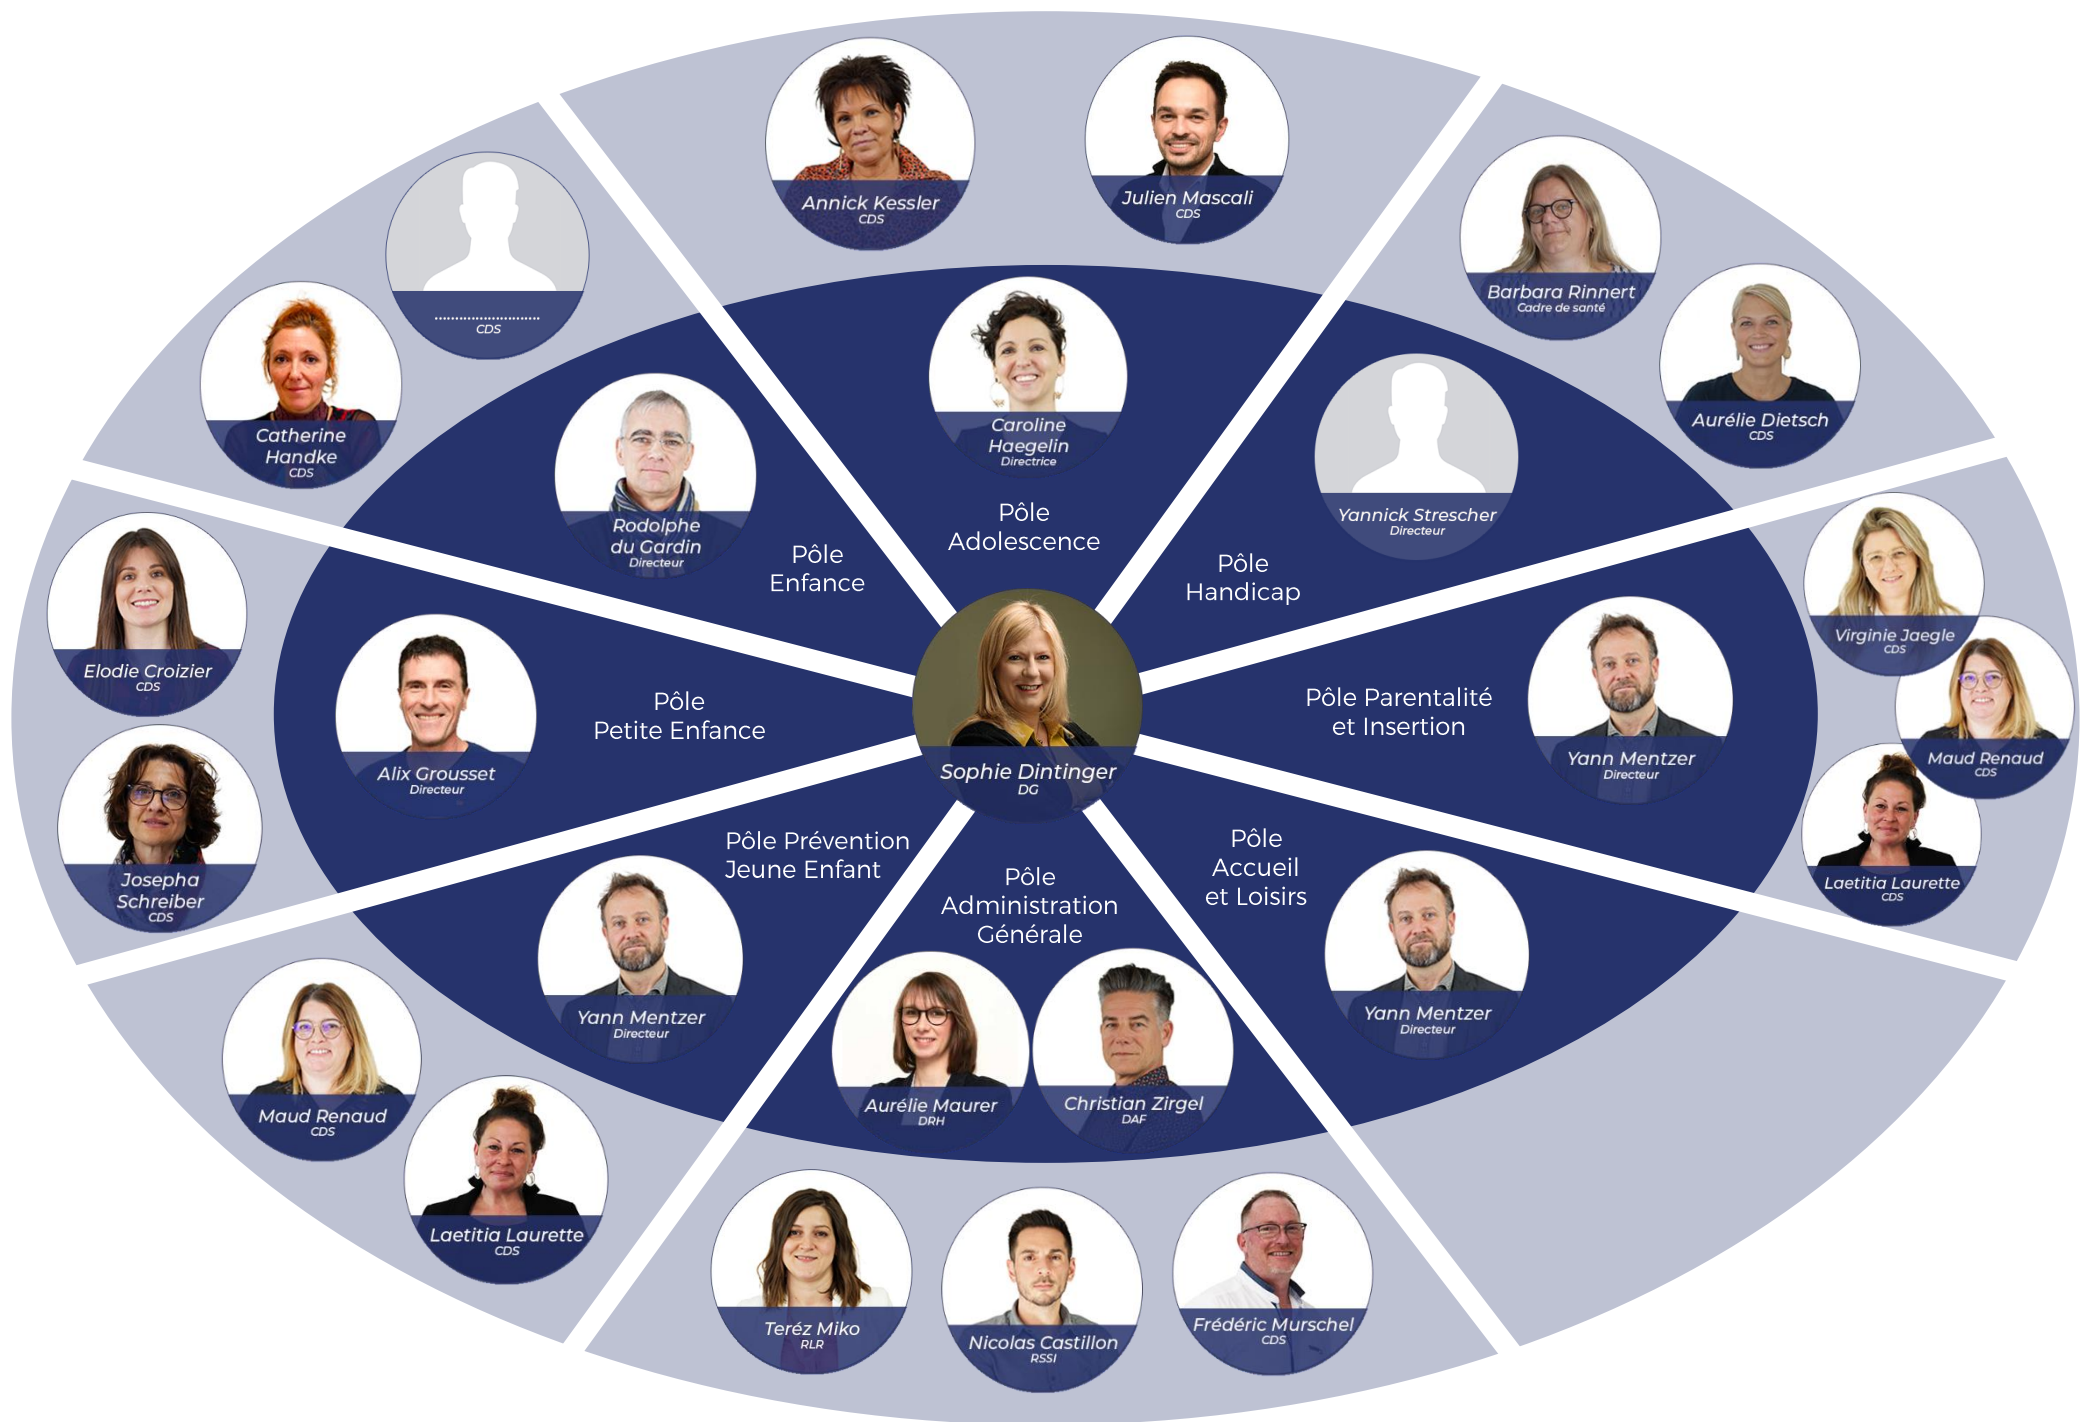 Annick Kessler
CDS
Julien Mascali
CDS
Barbara Rinnert
Cadre de santé
Aurélie Dietsch
CDS
........................
CDS
Catherine
Handke
CDS
Caroline
Haegelin
Directrice
Pôle
Adolescence
Rodolphe
du Gardin
Directeur
Pôle
Enfance
Yannick Strescher
Directeur
Pôle
Handicap
Elodie Croizier
CDS
Josepha
Schreiber
CDS
Alix Grousset
Directeur
Pôle
Petite Enfance
Sophie Dintinger
DG
Pôle Parentalité
et Insertion
Yann Mentzer
Directeur
Virginie Jaegle
CDS
Maud Renaud
CDS
Laetitia Laurette
CDS
Pôle Prévention
Jeune Enfant
Yann Mentzer
Directeur
Pôle
Administration
Générale
Aurélie Maurer
DRH
Christian Zirgel
DAF
Pôle
Accueil
et Loisirs
Yann Mentzer
Directeur
Maud Renaud
CDS
Laetitia Laurette
CDS
Teréz Miko
RLR
Nicolas Castillon
RSSI
Frédéric Murschel
CDS